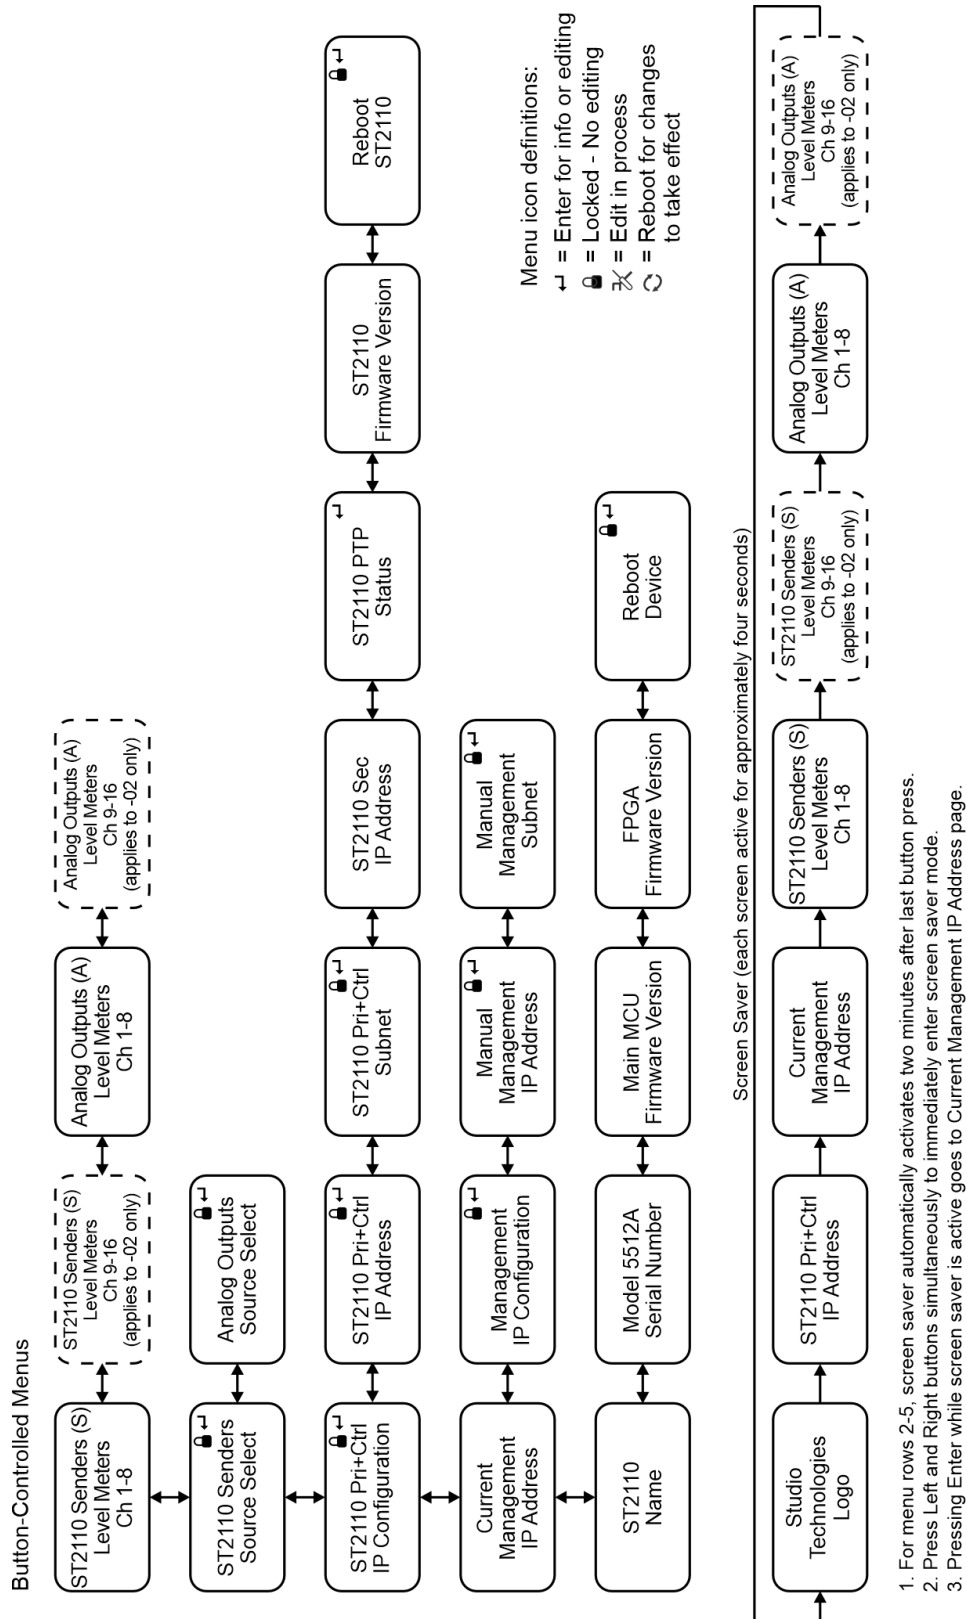 Button-Controlled Menus
ST2110 Senders (S)
Level Meters
Ch 1-8
ST2110 Senders (S)
Level Meters
Ch 9-16
(applies to -02 only)
Analog Outputs (A)
Level Meters
Ch 1-8
Analog Outputs (A)
Level Meters
Ch 9-16
(applies to -02 only)
ST2110 Senders
Source Select
Analog Outputs
Source Select
ST2110 Pri+Ctrl
IP Configuration
ST2110 Pri+Ctrl
IP Address
ST2110 Pri+Ctrl
Subnet
ST2110 Sec
IP Address
ST2110 PTP
Status
ST2110
Firmware Version
Reboot
ST2110
Current
Management
IP Address
Management
IP Configuration
Manual
Management
IP Address
Manual
Management
Subnet
Menu icon definitions:
= Enter for info or editing
= Locked - No editing
= Edit in process
= Reboot for changes
to take effect
ST2110
Name
Model 5512A
Serial Number
Main MCU
Firmware Version
FPGA
Firmware Version
Reboot
Device
Screen Saver (each screen active for approximately four seconds)
Studio
Technologies
Logo
ST2110 Pri+Ctrl
IP Address
Current
Management
IP Address
ST2110 Senders (S)
Level Meters
Ch 1-8
ST2110 Senders (S)
Level Meters
Ch 9-16
(applies to -02 only)
Analog Outputs (A)
Level Meters
Ch 1-8
Analog Outputs (A)
Level Meters
Ch 9-16
(applies to -02 only)
1. For menu rows 2-5, screen saver automatically activates two minutes after last button press.
2. Press Left and Right buttons simultaneously to immediately enter screen saver mode.
3. Pressing Enter while screen saver is active goes to Current Management IP Address page.